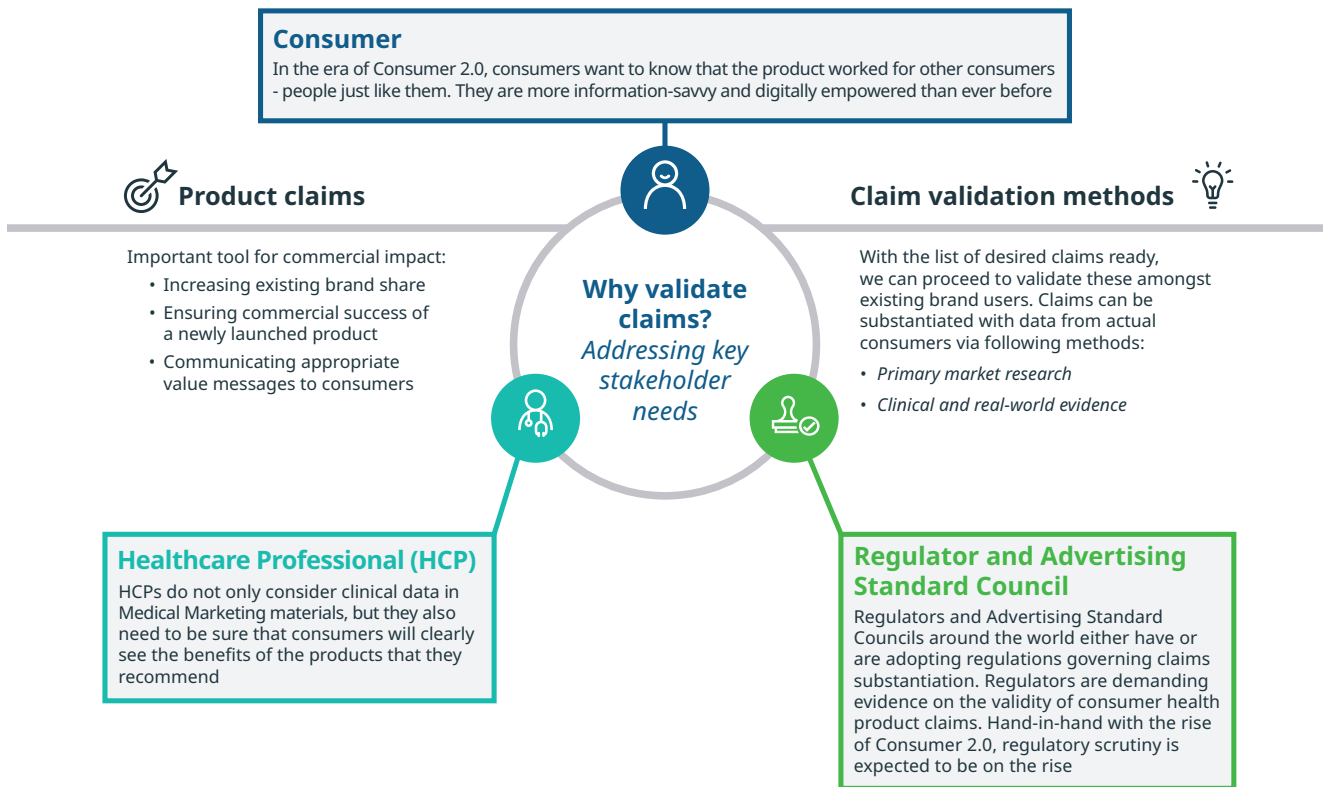 Consumer
In the era of Consumer 2.0, consumers want to know that the product worked for other consumers
- people just like them. They are more information-savvy and digitally empowered than ever before
Product claims
Important tool for commercial impact:
• Increasing existing brand share
• Ensuring commercial success of
a newly launched product
• Communicating appropriate
value messages to consumers
Why validate
claims?
Addressing key
stakeholder
needs
Claim validation methods
With the list of desired claims ready,
we can proceed to validate these amongst
existing brand users. Claims can be
substantiated with data from actual
consumers via following methods:
• Primary market research
• Clinical and real-world evidence
Healthcare Professional (HCP)
HCPs do not only consider clinical data in
Medical Marketing materials, but they also
need to be sure that consumers will clearly
see the benefits of the products that they
recommend
Regulator and Advertising
Standard Council
Regulators and Advertising Standard
Councils around the world either have or
are adopting regulations governing claims
substantiation. Regulators are demanding
evidence on the validity of consumer health
product claims. Hand-in-hand with the rise
of Consumer 2.0, regulatory scrutiny is
expected to be on the rise